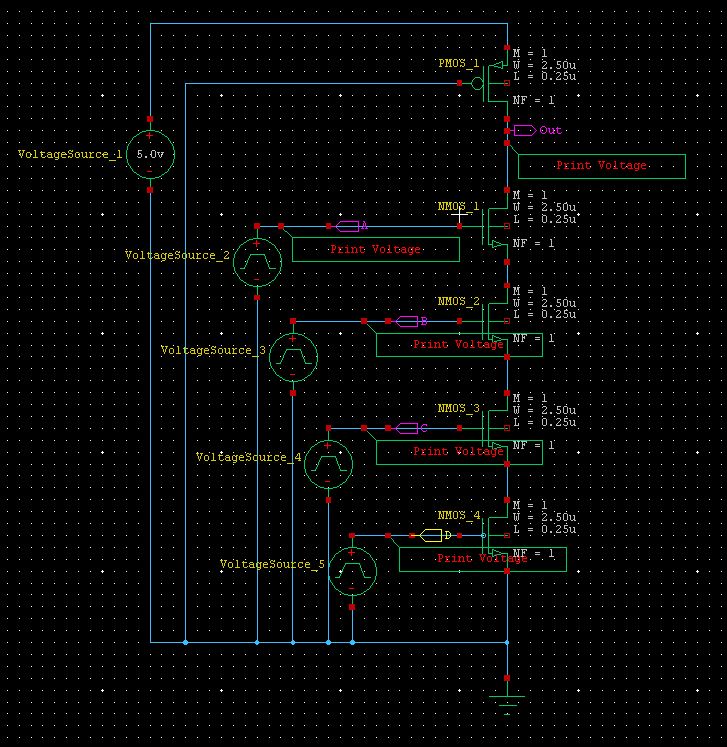 M = 1
PMOS_1
W = 2.50u
L = 0.25u
NF = 1
Out
VoltageSource_1
+
5.0v
-
Print Voltage
M = 1
NMOS_1
W = 2.50u
L = 0.25u
A
NF = 1
VoltageSource_2
+
-
Print Voltage
M = 1
NMOS_2
W = 2.50u
L = 0.25u
B
NF = 1
VoltageSource_3
+
-
Print Voltage
M = 1
NMOS_3
W = 2.50u
L = 0.25u
C
NF = 1
VoltageSource_4
+
-
Print Voltage
M = 1
NMOS_4
W = 2.50u
L = 0.25u
D
NF = 1
VoltageSource_5
+
-
Print Voltage